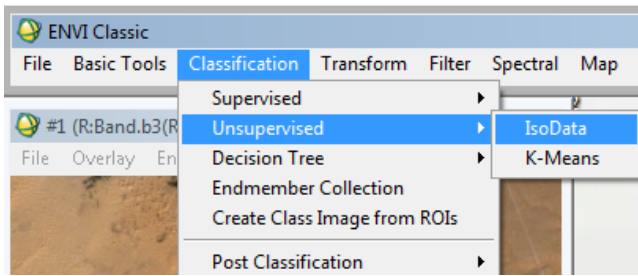 ENVI Classic
File Basic Tools Classification Transform Filter Spectral Map
Supervised
#1 (R:Band.b3(R
Unsupervised
IsoData
File Overlay En
Decision Tree
K-Means
Endmember Collection
Create Class Image from ROIs
Post Classification